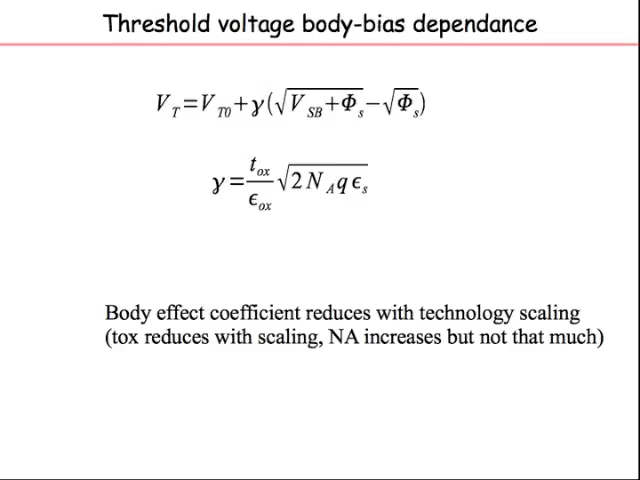 Threshold voltage body-bias dependance
V_T=V_T0+γ(√(V_SB+Φ_s)−√Φ_s)
γ=t_ox/ϵ_ox √(2 N_A q ϵ_s)
Body effect coefficient reduces with technology scaling
(tox reduces with scaling, NA increases but not that much)